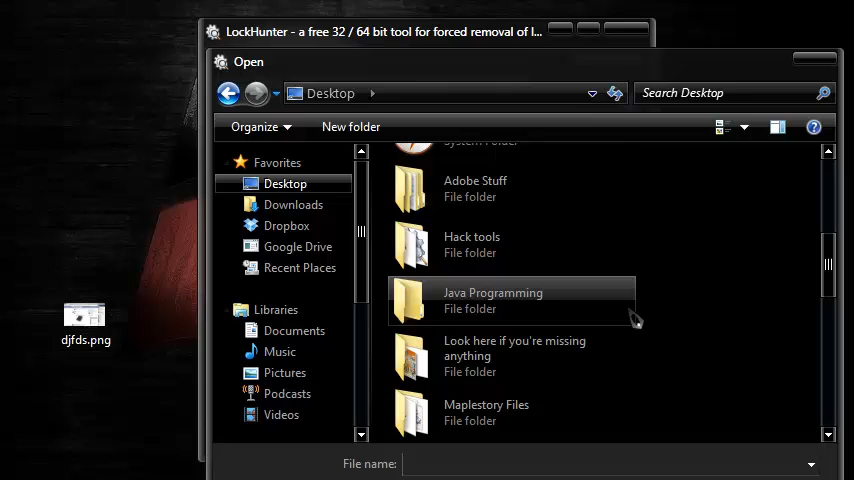 LockHunter - a free 32 / 64 bit tool for forced removal of l...
Open
Desktop
Search Desktop
Organize
New folder
Favorites
Desktop
Downloads
Dropbox
Google Drive
Recent Places
Libraries
Documents
Music
Pictures
Podcasts
Videos
System Folder
Adobe Stuff
File folder
Hack tools
File folder
Java Programming
File folder
Look here if you're missing
anything
File folder
Maplestory Files
File folder
File name:
djfds.png